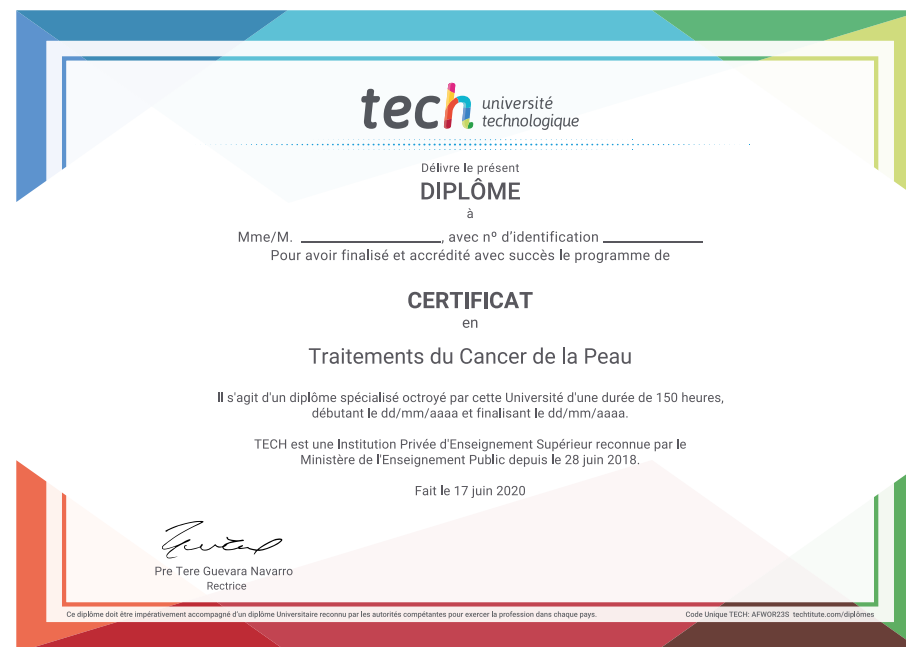 tech université
technologique
Délivre le présent
DIPLÔME
à
Mme/M. ____________________, avec nº d'identification ______________
Pour avoir finalisé et accrédité avec succès le programme de
CERTIFICAT
en
Traitements du Cancer de la Peau
Il s'agit d'un diplôme spécialisé octroyé par cette Université d'une durée de 150 heures,
débutant le dd/mm/aaaa et finalisant le dd/mm/aaaa.
TECH est une Institution Privée d'Enseignement Supérieur reconnue par le
Ministère de l'Enseignement Public depuis le 28 juin 2018.
Fait le 17 juin 2020
Pre Tere Guevara Navarro
Rectrice
Ce diplôme doit être impérativement accompagné d'un diplôme Universitaire reconnu par les autorités compétentes pour exercer la profession dans chaque pays.
Code Unique TECH: AFWOR23S techtitute.com/diplômes